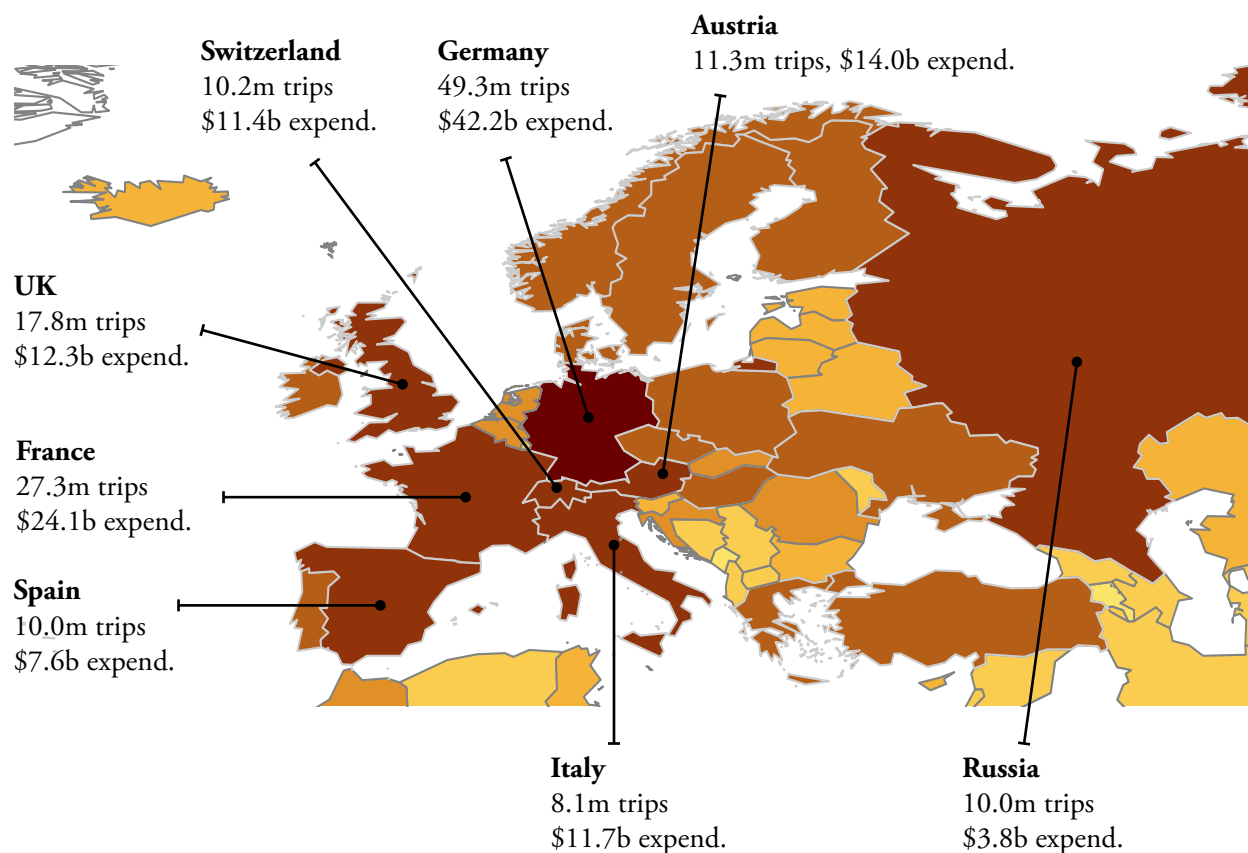 Switzerland
10.2m trips
$11.4b expend.
Germany
49.3m trips
$42.2b expend.
Austria
11.3m trips, $14.0b expend.
UK
17.8m trips
$12.3b expend.
France
27.3m trips
$24.1b expend.
Spain
10.0m trips
$7.6b expend.
Italy
8.1m trips
$11.7b expend.
Russia
10.0m trips
$3.8b expend.